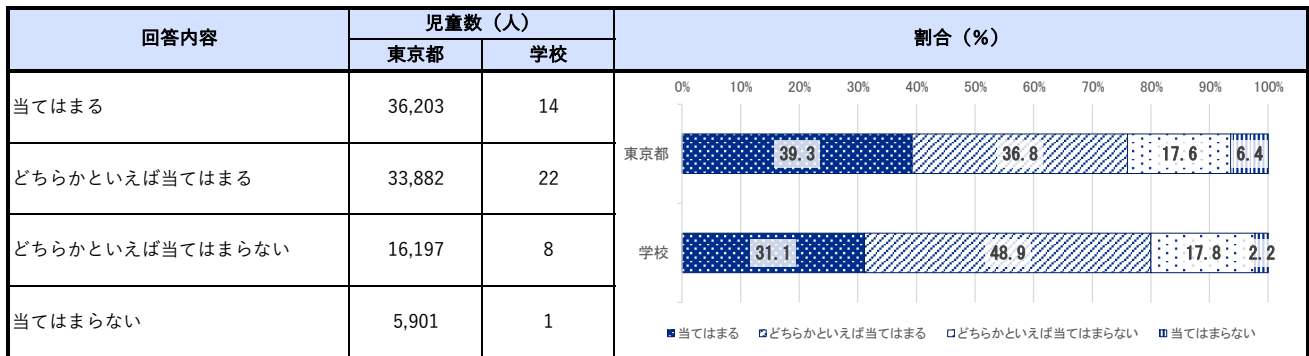 回答内容 児童数（人） 割合（%）
東京都 学校
当てはまる 36,203 14
どちらかといえば当てはまる 33,882 22
どちらかといえば当てはまらない 16,197 8
当てはまらない 5,901 1
0% 10% 20% 30% 40% 50% 60% 70% 80% 90% 100%
東京都 39.3 36.8 17.6 6.4
学校 31.1 48.9 17.8 2.2
当てはまる どちらかといえば当てはまる どちらかといえば当てはまらない 当てはまらない